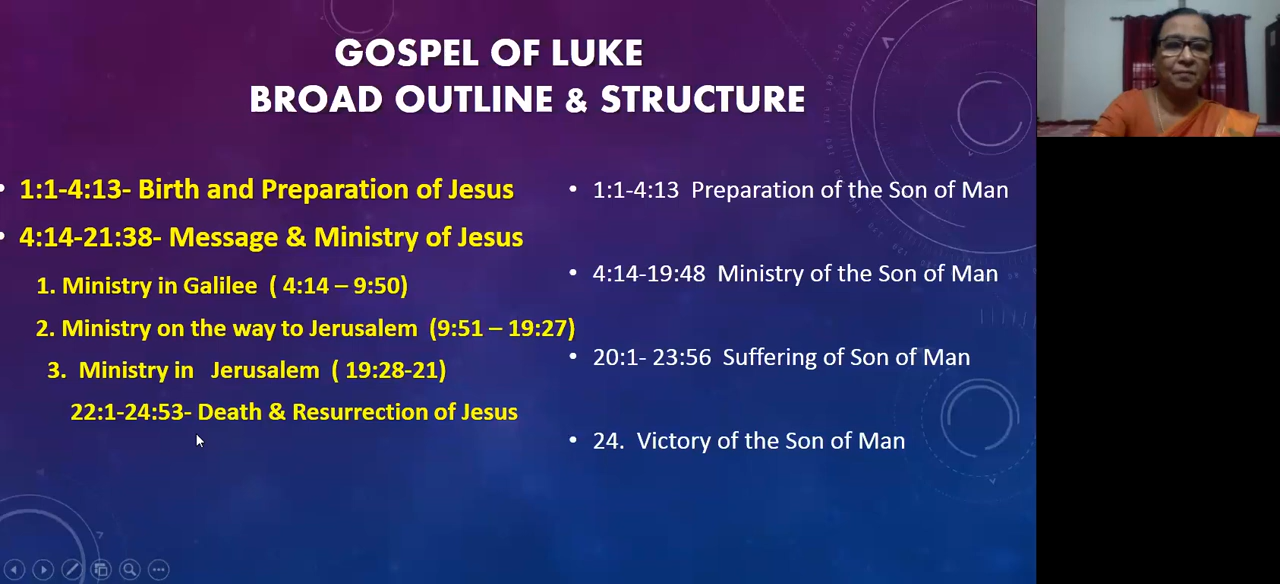 GOSPEL OF LUKE
BROAD OUTLINE & STRUCTURE
• 1:1-4:13- Birth and Preparation of Jesus
• 4:14-21:38- Message & Ministry of Jesus
1. Ministry in Galilee ( 4:14 – 9:50)
2. Ministry on the way to Jerusalem (9:51 – 19:27)
3. Ministry in Jerusalem ( 19:28-21)
22:1-24:53- Death & Resurrection of Jesus
• 1:1-4:13 Preparation of the Son of Man
• 4:14-19:48 Ministry of the Son of Man
• 20:1- 23:56 Suffering of Son of Man
• 24. Victory of the Son of Man